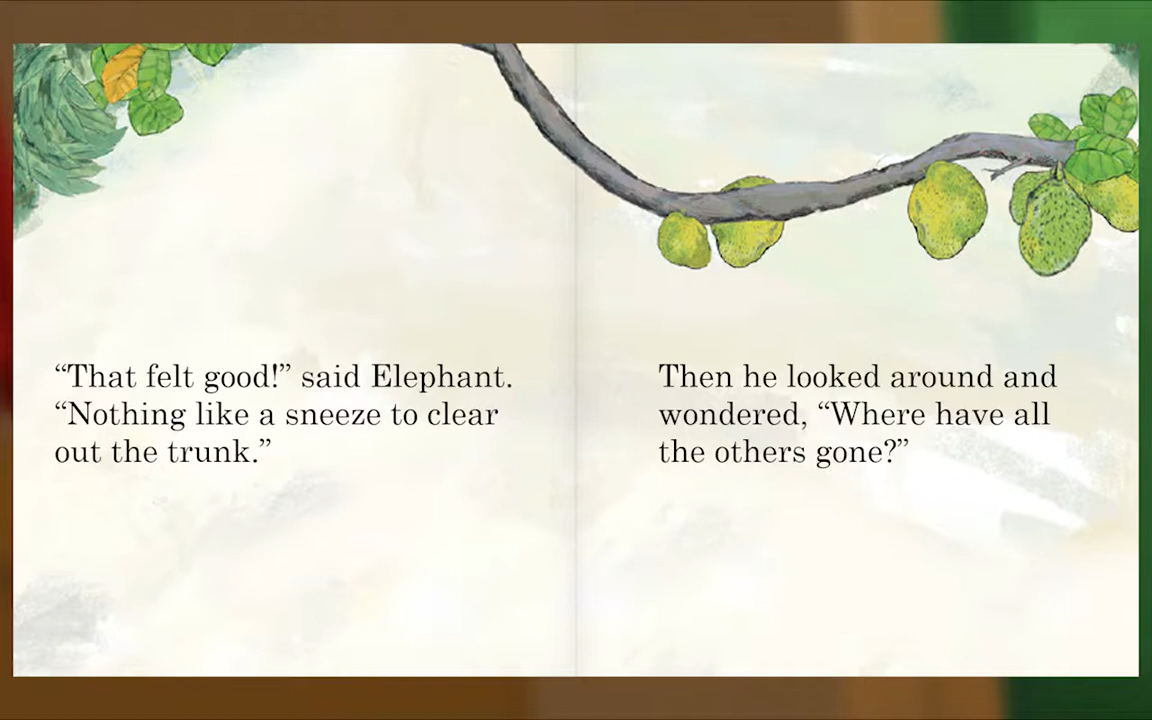 “That felt good!” said Elephant.
“Nothing like a sneeze to clear
out the trunk.”
Then he looked around and
wondered, “Where have all
the others gone?”